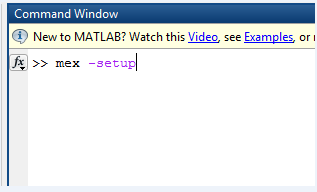 Command Window
New to MATLAB? Watch this Video, see Examples, or
fx >> mex -setup